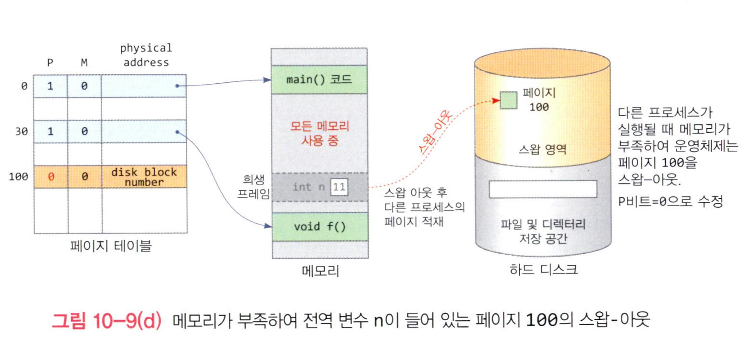 P M physical address
0 1 0
30 1 0
100 0 0 disk block number
페이지 테이블
main() 코드
모든 메모리
사용 중
희생
프레임
int n 11
void f()
메모리
스왑-아웃
스왑 아웃 후
다른 프로세스의
페이지 적재
페이지
100
스왑 영역
파일 및 디렉터리
저장 공간
하드 디스크
다른 프로세스가
실행될 때 메모리가
부족하여 운영체제는
페이지 100을
스왑-아웃.
P비트=0으로 수정
그림 10-9(d) 메모리가 부족하여 전역 변수 n이 들어 있는 페이지 100의 스왑-아웃